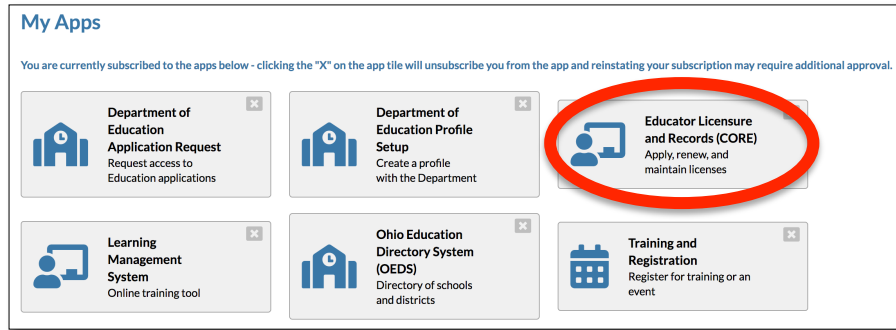 My Apps
You are currently subscribed to the apps below - clicking the "X" on the app tile will unsubscribe you from the app and reinstating your subscription may require additional approval.
Department of
Education
Application Request
Request access to
Education applications
Department of
Education Profile
Setup
Create a profile
with the Department
Educator Licensure
and Records (CORE)
Apply, renew, and
maintain licenses
Learning
Management
System
Online training tool
Ohio Education
Directory System
(OEDS)
Directory of schools
and districts
Training and
Registration
Register for training or an
event